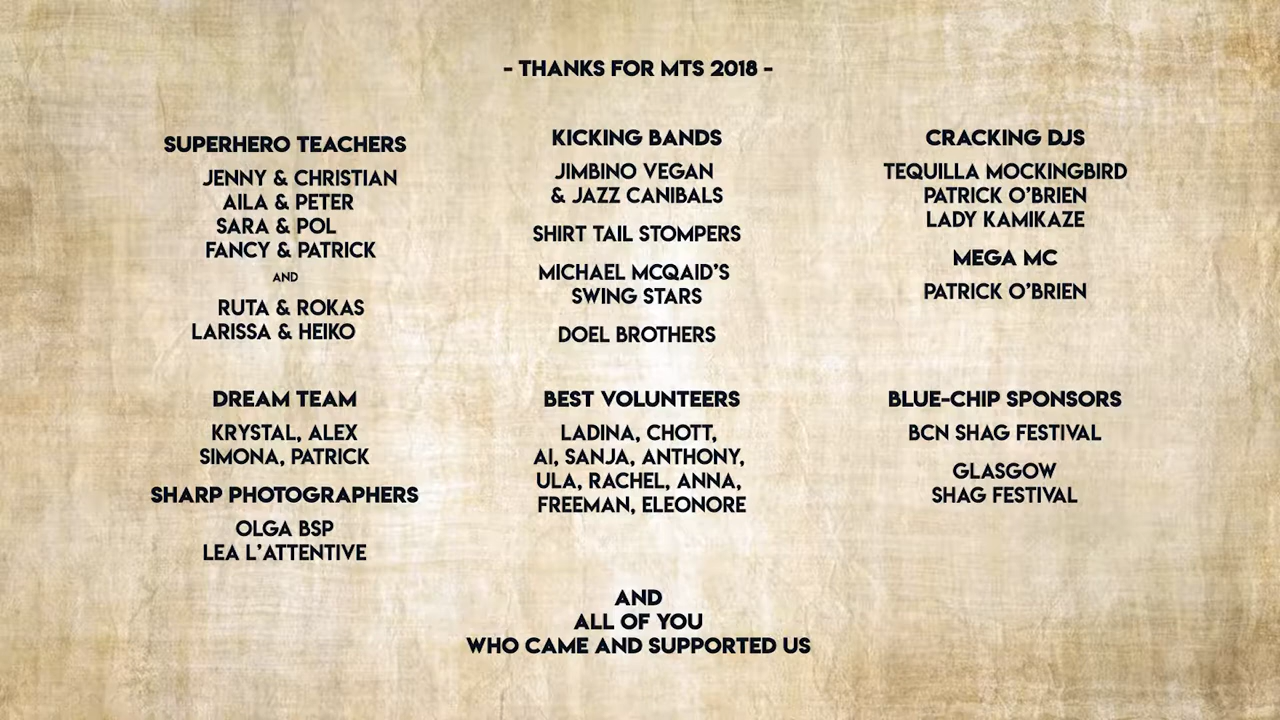 - THANKS FOR MTS 2018 -
SUPERHERO TEACHERS
JENNY & CHRISTIAN
AILA & PETER
SARA & POL
FANCY & PATRICK
AND
RUTA & ROKAS
LARISSA & HEIKO
KICKING BANDS
JIMBINO VEGAN
& JAZZ CANIBALS
SHIRT TAIL STOMPERS
MICHAEL MCQAID'S
SWING STARS
DOEL BROTHERS
CRACKING DJS
TEQUILLA MOCKINGBIRD
PATRICK O'BRIEN
LADY KAMIKAZE
MEGA MC
PATRICK O'BRIEN
DREAM TEAM
KRYSTAL, ALEX
SIMONA, PATRICK
SHARP PHOTOGRAPHERS
OLGA BSP
LEA L'ATTENTIVE
BEST VOLUNTEERS
LADINA, CHOTT,
AI, SANJA, ANTHONY,
ULA, RACHEL, ANNA,
FREEMAN, ELEONORE
BLUE-CHIP SPONSORS
BCN SHAG FESTIVAL
GLASGOW
SHAG FESTIVAL
AND
ALL OF YOU
WHO CAME AND SUPPORTED US